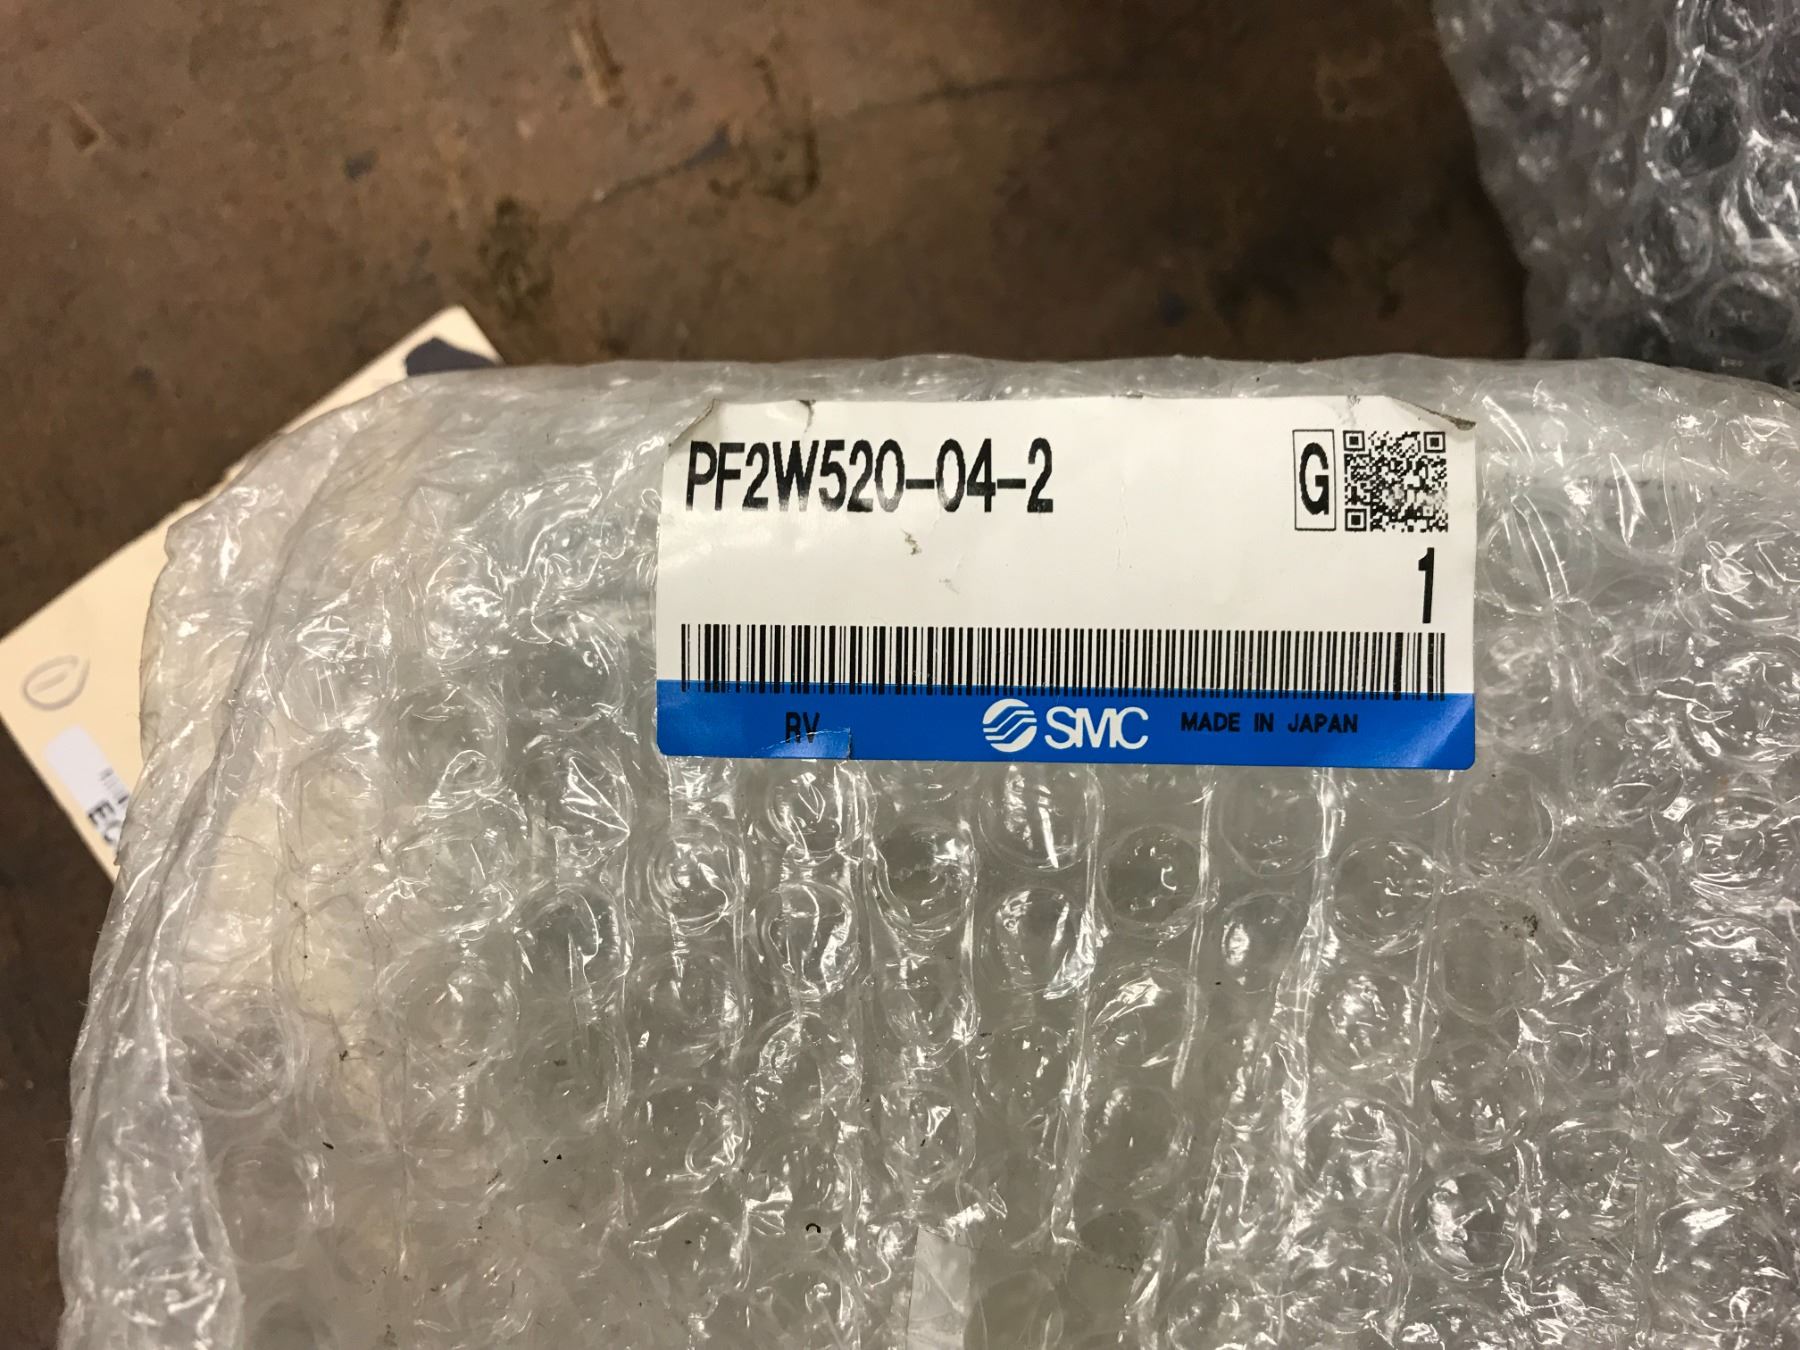 PF2W520-04-2
G
1
RV SMC MADE IN JAPAN